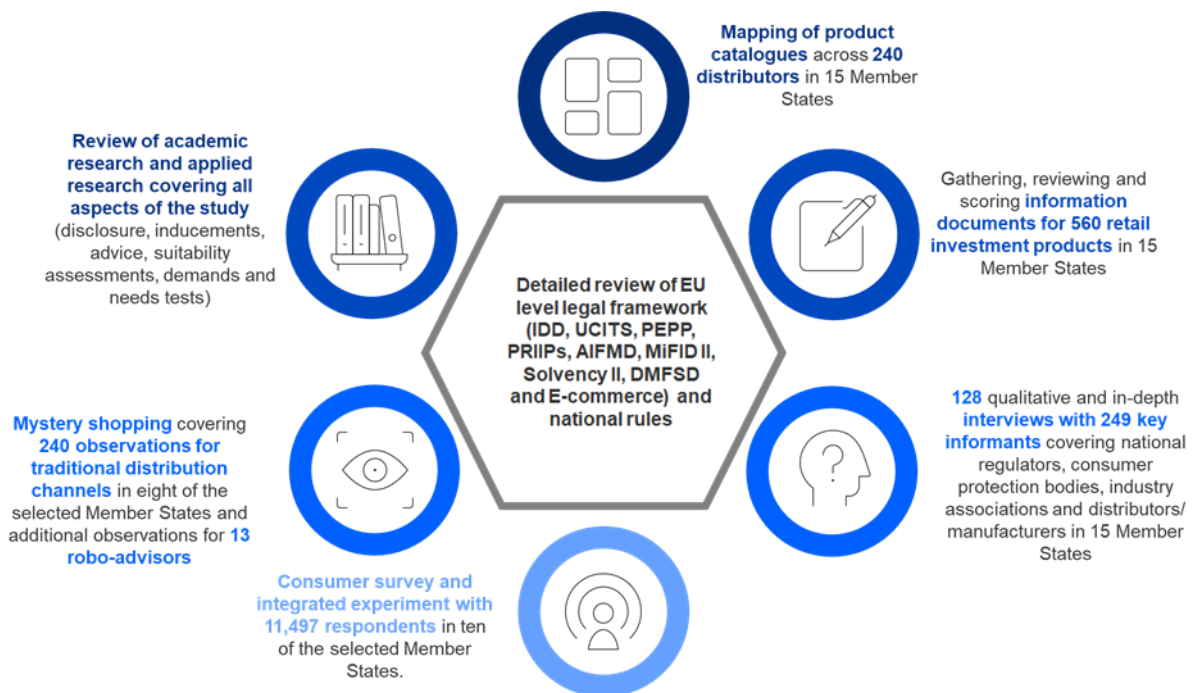 Mapping of product
catalogues across 240
distributors in 15 Member
States
Review of academic
research and applied
research covering all
aspects of the study
(disclosure, inducements,
advice, suitability
assessments, demands and
needs tests)
Gathering, reviewing and
scoring information
documents for 560 retail
investment products in 15
Member States
Detailed review of EU
level legal framework
(IDD, UCITS, PEPP,
PRIIPs, AIFMD, MiFID II,
Solvency II, DMFSD
and E-commerce) and
national rules
Mystery shopping covering
240 observations for
traditional distribution
channels in eight of the
selected Member States and
additional observations for 13
robo-advisors
128 qualitative and in-depth
interviews with 249 key
informants covering national
regulators, consumer
protection bodies, industry
associations and distributors/
manufacturers in 15 Member
States
Consumer survey and
integrated experiment with
11,497 respondents in ten
of the selected Member
States.